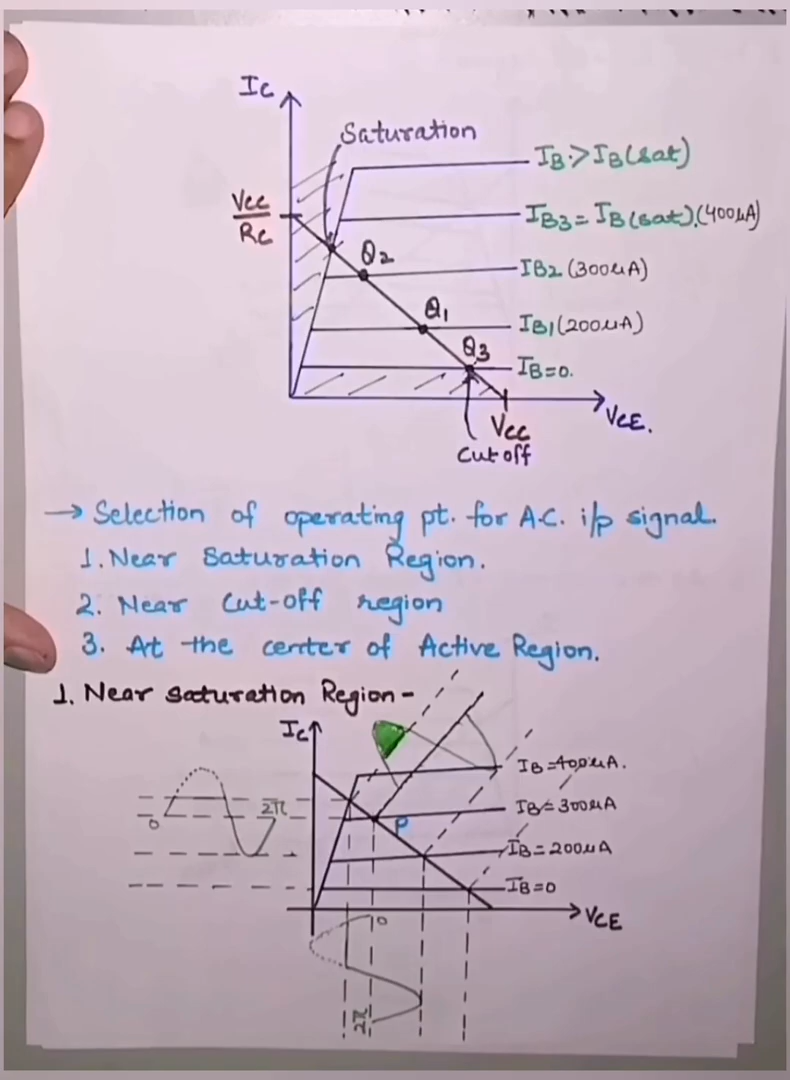 Ic
Saturation
IB > IB(sat)
Vcc
Rc
IB3 = IB(sat).(400µA)
Q2
IB2 (300µA)
Q1
IB1 (200µA)
Q3
IB=0.
VCE.
Vcc
Cut off
→ Selection of operating pt. for A.C. i/p signal.
1. Near Saturation Region.
2. Near Cut-off region
3. At the center of Active Region.
1. Near saturation Region -
Ic
IB=400µA.
2π
IB=300µA
0
P
IB=200µA
IB=0
VCE
0
2π